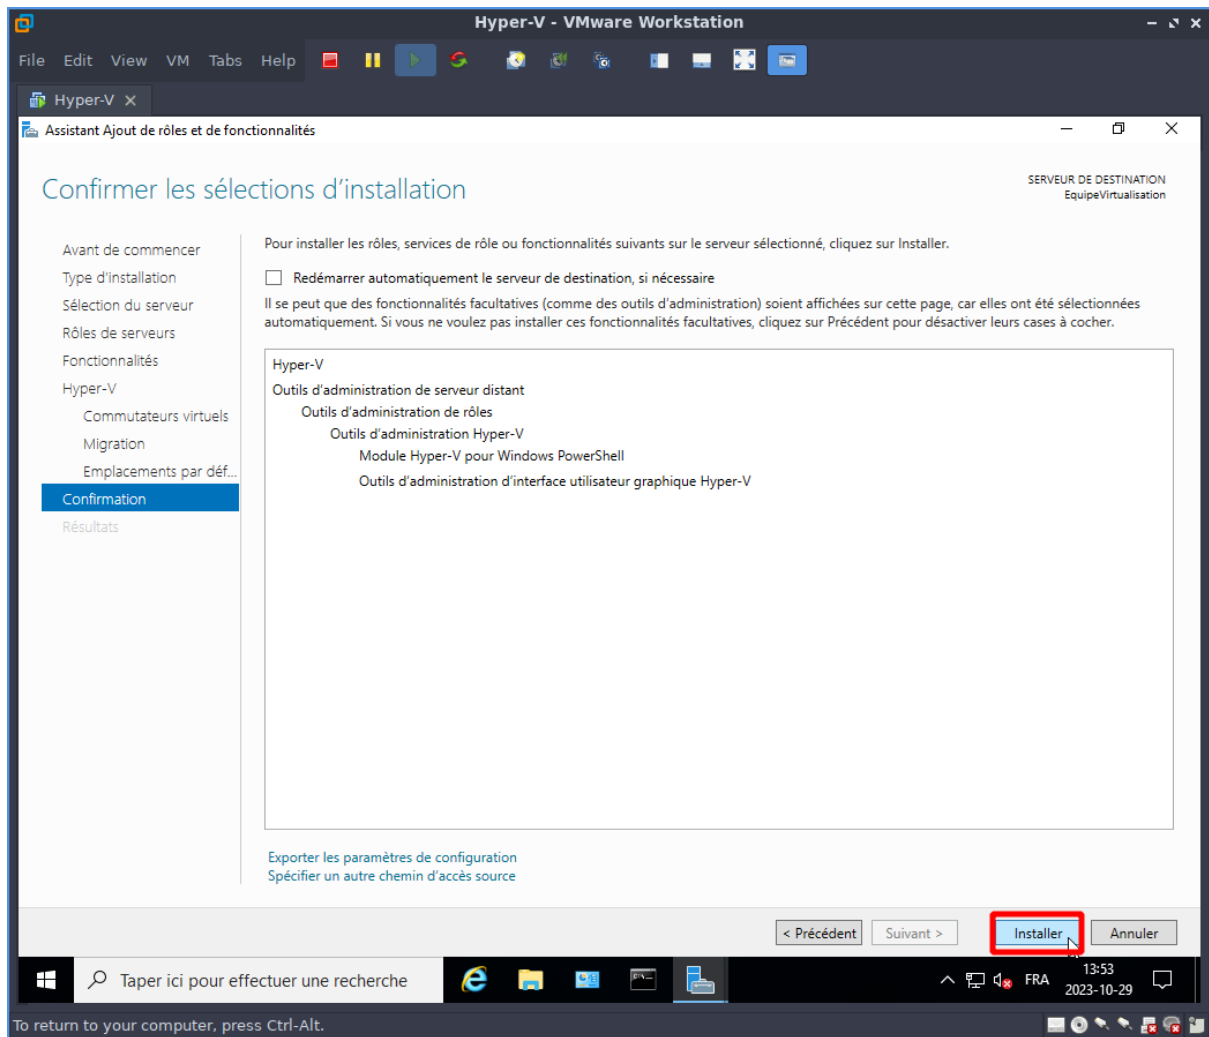 Hyper-V - VMware Workstation
File Edit View VM Tabs Help
Hyper-V
Assistant Ajout de rôles et de fonctionnalités
Confirmer les sélections d'installation
SERVEUR DE DESTINATION
EquipeVirtualisation
Avant de commencer
Type d'installation
Sélection du serveur
Rôles de serveurs
Fonctionnalités
Hyper-V
Commutateurs virtuels
Migration
Emplacements par déf...
Confirmation
Résultats
Pour installer les rôles, services de rôle ou fonctionnalités suivants sur le serveur sélectionné, cliquez sur Installer.
Redémarrer automatiquement le serveur de destination, si nécessaire
Il se peut que des fonctionnalités facultatives (comme des outils d'administration) soient affichées sur cette page, car elles ont été sélectionnées
automatiquement. Si vous ne voulez pas installer ces fonctionnalités facultatives, cliquez sur Précédent pour désactiver leurs cases à cocher.
Hyper-V
Outils d'administration de serveur distant
Outils d'administration de rôles
Outils d'administration Hyper-V
Module Hyper-V pour Windows PowerShell
Outils d'administration d'interface utilisateur graphique Hyper-V
Exporter les paramètres de configuration
Spécifier un autre chemin d'accès source
< Précédent Suivant > Installer Annuler
Taper ici pour effectuer une recherche
FRA
13:53
2023-10-29
To return to your computer, press Ctrl-Alt.